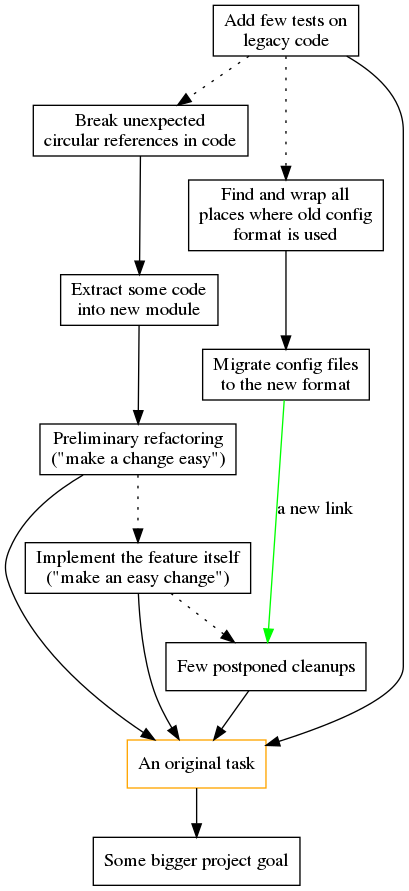 Add few tests on
legacy code
Break unexpected
circular references in code
Find and wrap all
places where old config
format is used
Extract some code
into new module
Migrate config files
to the new format
Preliminary refactoring
("make a change easy")
a new link
Implement the feature itself
("make an easy change")
Few postponed cleanups
An original task
Some bigger project goal